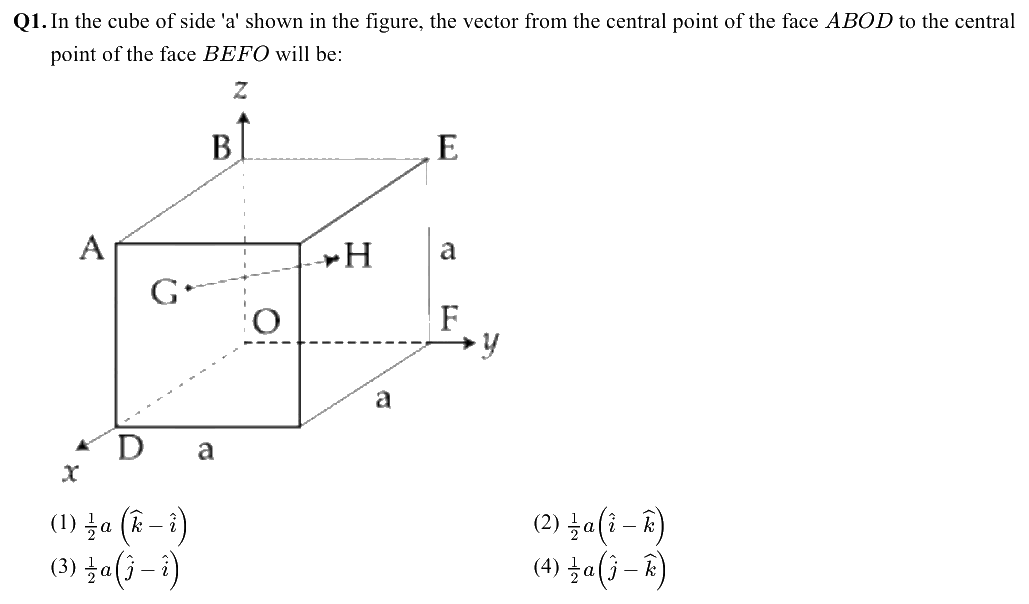 Q1. In the cube of side 'a' shown in the figure, the vector from the central point of the face ABOD to the central
point of the face BEFO will be:
z
B
E
A
H
a
G
O
F
y
a
D
a
x
(1) ½a (k̂ − î)
(2) ½a(î − k̂)
(3) ½a(ĵ − î)
(4) ½a(ĵ − k̂)